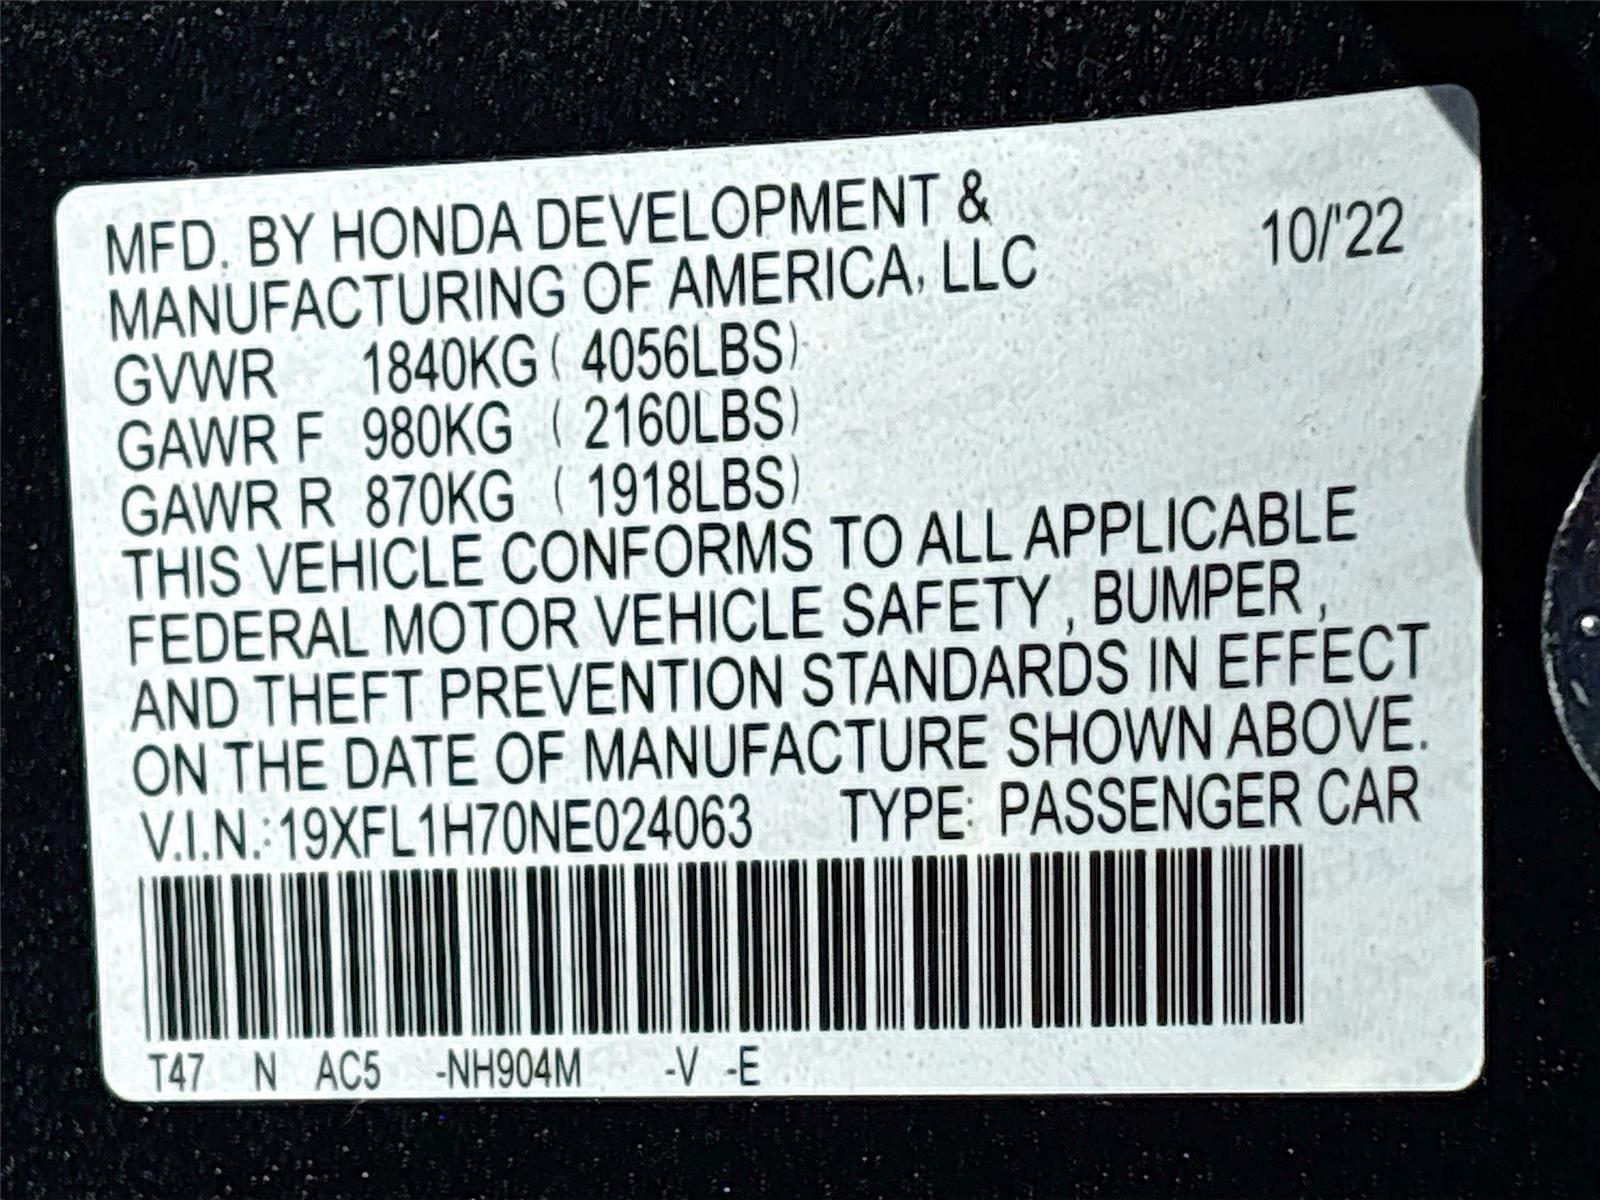 MFD. BY HONDA DEVELOPMENT & 10/'22
MANUFACTURING OF AMERICA, LLC
GVWR 1840KG ( 4056LBS)
GAWR F 980KG ( 2160LBS)
GAWR R 870KG ( 1918LBS)
THIS VEHICLE CONFORMS TO ALL APPLICABLE
FEDERAL MOTOR VEHICLE SAFETY , BUMPER ,
AND THEFT PREVENTION STANDARDS IN EFFECT
ON THE DATE OF MANUFACTURE SHOWN ABOVE.
V.I.N.: 19XFL1H70NE024063 TYPE: PASSENGER CAR
T47 N AC5 -NH904M -V -E